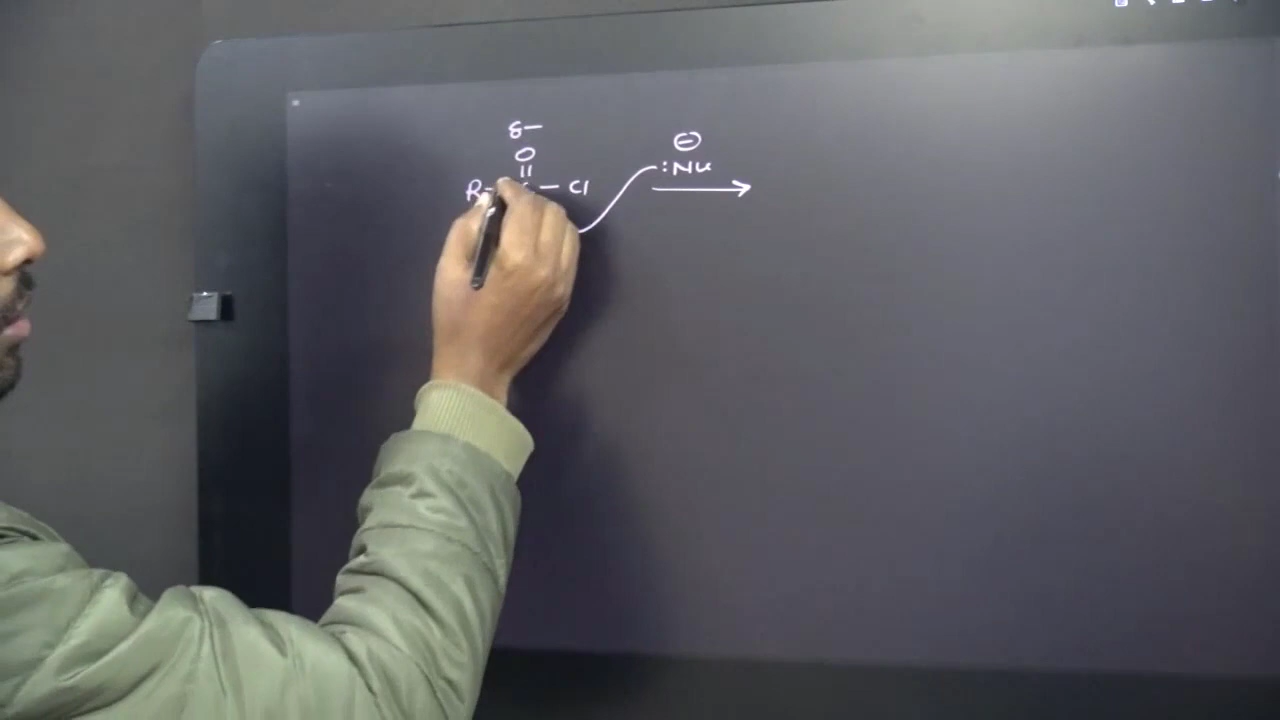 δ-
O
||
R - C - Cl
⊖
:Nu